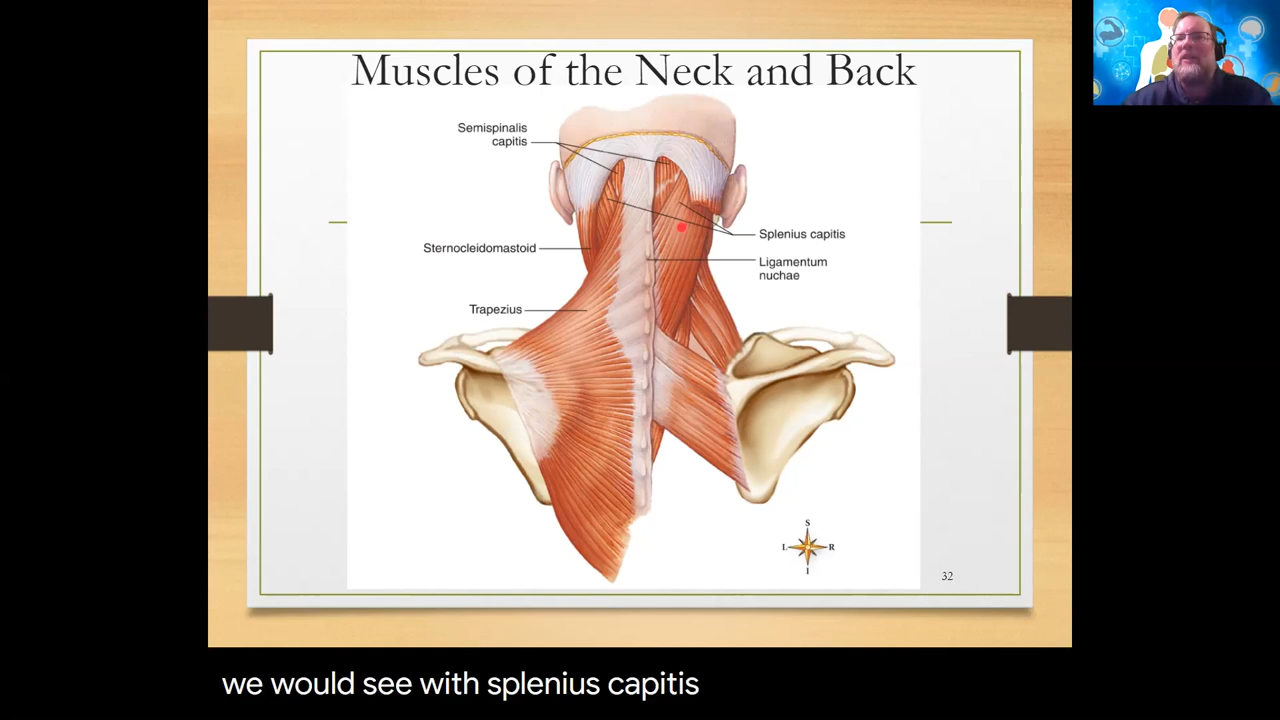 Muscles of the Neck and Back
Semispinalis
capitis
Splenius capitis
Sternocleidomastoid
Ligamentum
nuchae
Trapezius
S
L
R
I
32
we would see with splenius capitis